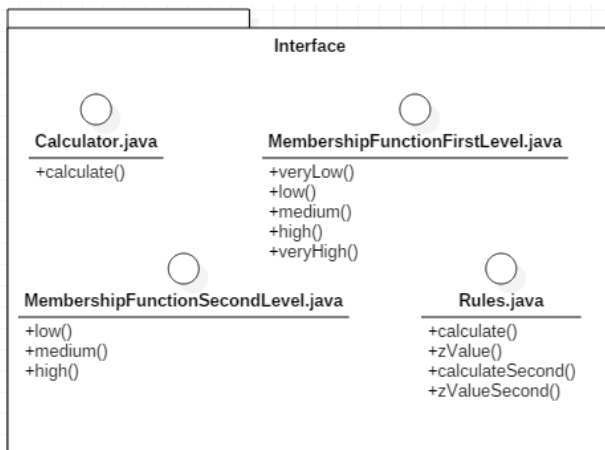 Interface
Calculator.java
+calculate()
MembershipFunctionFirstLevel.java
+veryLow()
+low()
+medium()
+high()
+veryHigh()
MembershipFunctionSecondLevel.java
+low()
+medium()
+high()
Rules.java
+calculate()
+zValue()
+calculateSecond()
+zValueSecond()